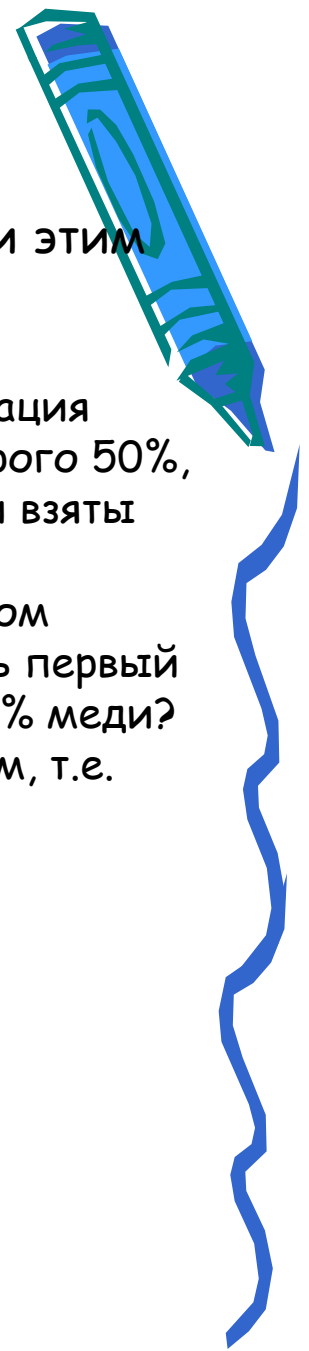 и этим
ация
рого 50%,
взяты
ом
ь первый
% меди?
м, т.е.